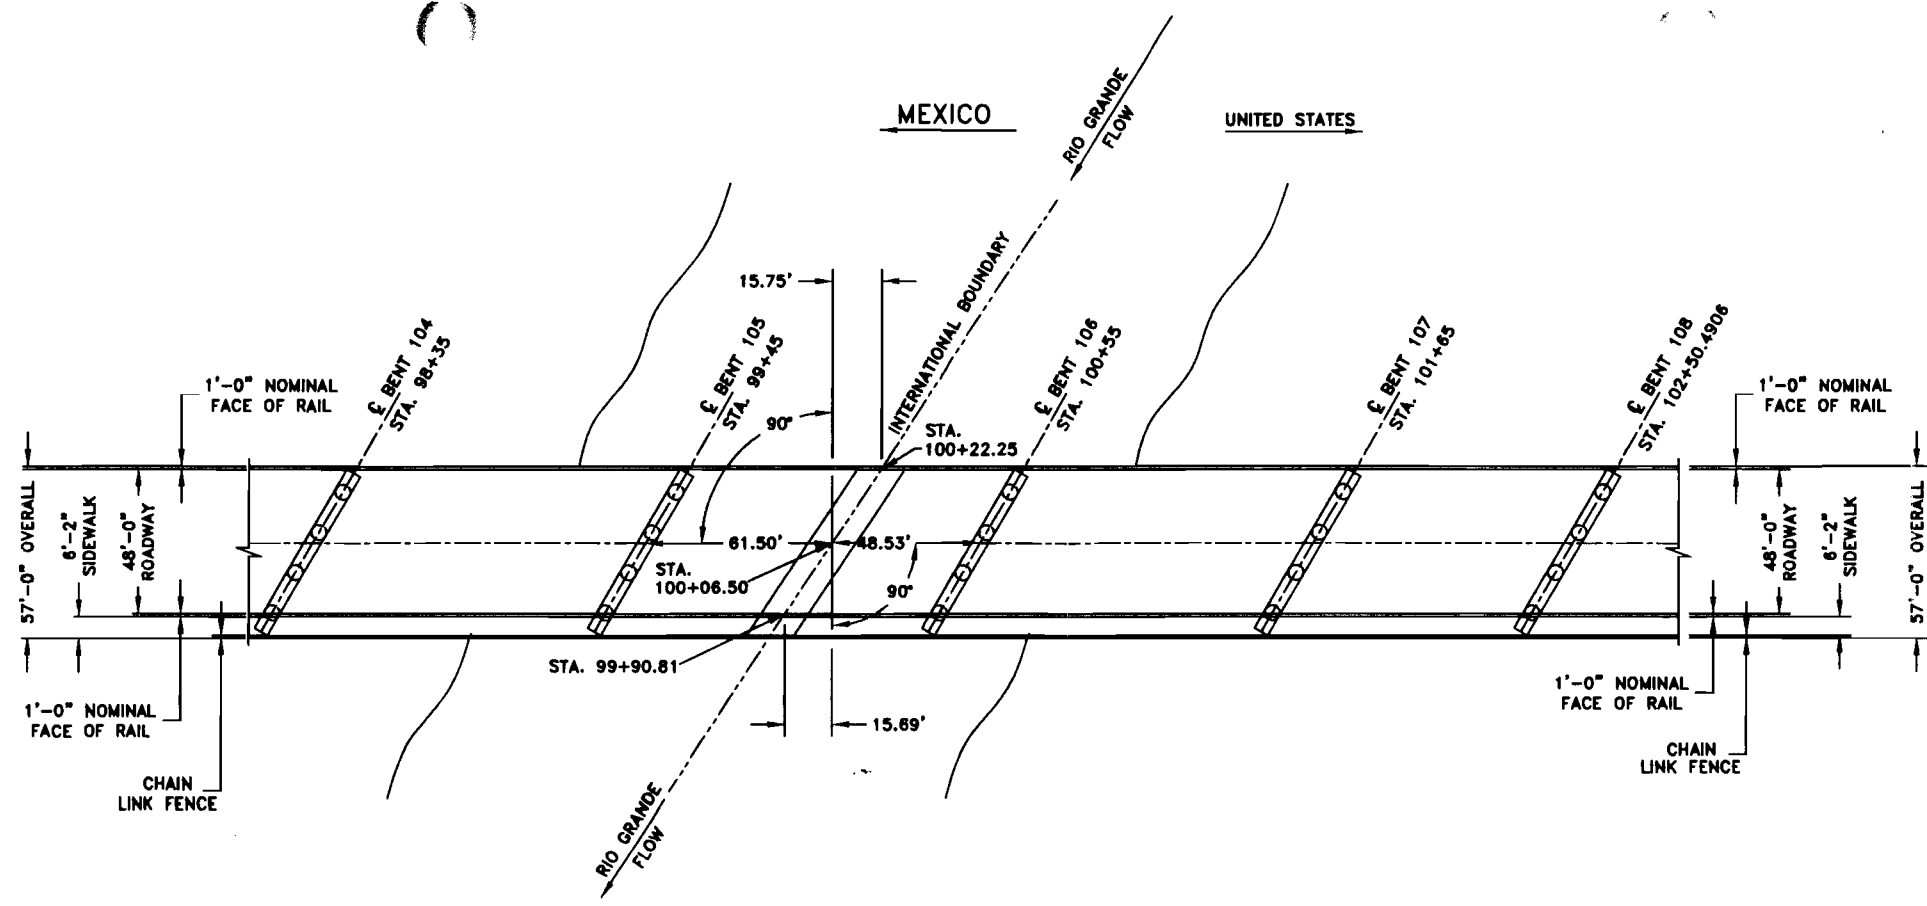 MEXICO
UNITED STATES
RIO GRANDE
FLOW
INTERNATIONAL BOUNDARY
15.75'
℄ BENT 104
STA. 98+35
℄ BENT 105
STA. 99+45
℄ BENT 106
STA. 100+55
℄ BENT 107
STA. 101+65
℄ BENT 108
STA. 102+50.4906
1'-0" NOMINAL
FACE OF RAIL
90°
STA.
100+22.25
1'-0" NOMINAL
FACE OF RAIL
57'-0" OVERALL
6'-2"
SIDEWALK
48'-0"
ROADWAY
61.50'
48.53'
STA.
100+06.50
90°
48'-0"
ROADWAY
6'-2"
SIDEWALK
57'-0" OVERALL
STA. 99+90.81
15.69'
1'-0" NOMINAL
FACE OF RAIL
CHAIN
LINK FENCE
1'-0" NOMINAL
FACE OF RAIL
CHAIN
LINK FENCE
RIO GRANDE
FLOW